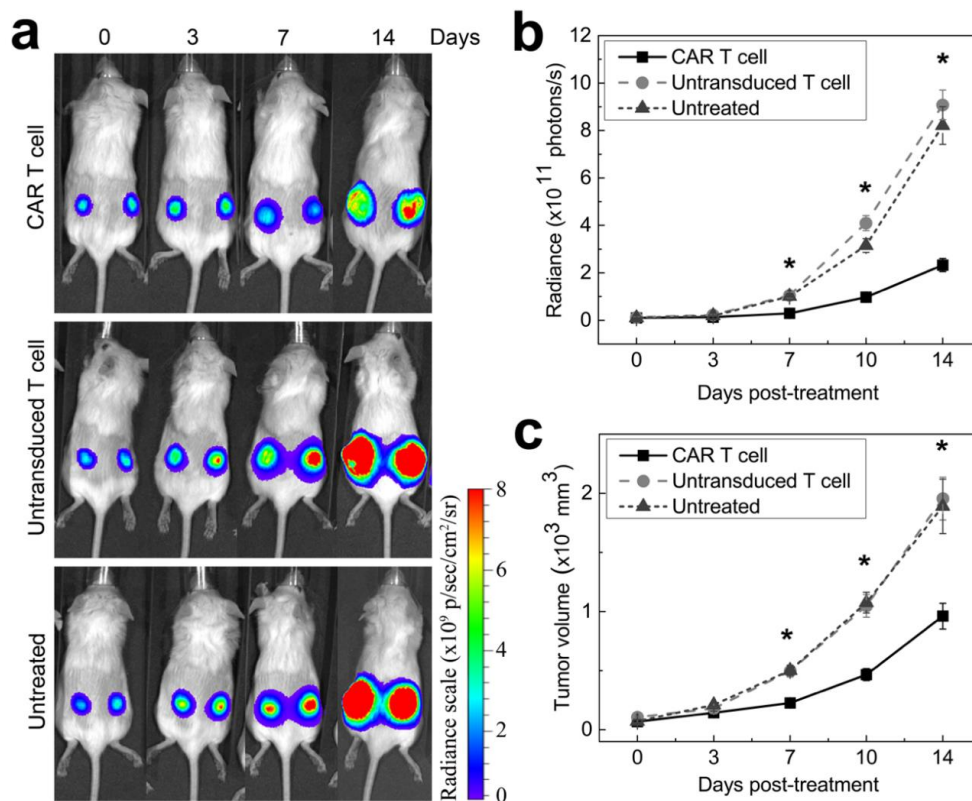 a
0 3 7 14 Days
CAR T cell
Untransduced T cell
Untreated
Radiance scale (x10⁹ p/sec/cm²/sr)
8
6
4
2
0
b
CAR T cell
Untransduced T cell
Untreated
Radiance (x10¹¹ photons/s)
12
10
8
6
4
2
0
* * *
0 3 7 10 14
Days post-treatment
c
CAR T cell
Untransduced T cell
Untreated
Tumor volume (x10³ mm³)
2
1
0
* * *
0 3 7 10 14
Days post-treatment